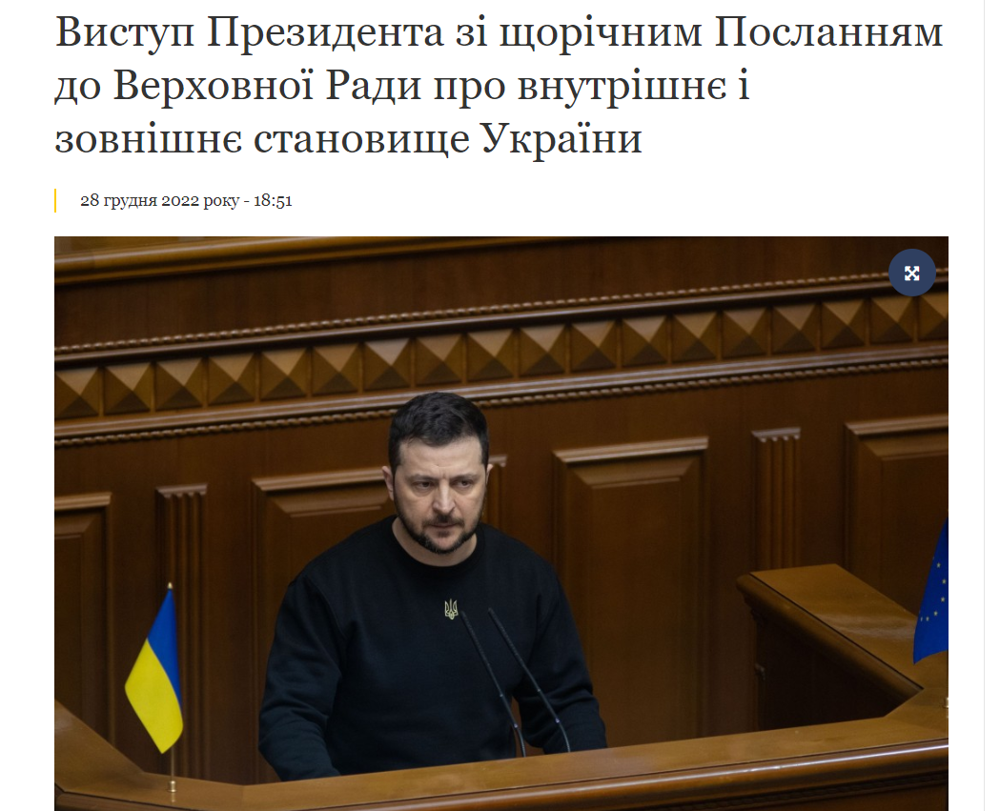 Виступ Президента зі щорічним Посланням
до Верховної Ради про внутрішнє і
зовнішнє становище України
28 грудня 2022 року - 18:51